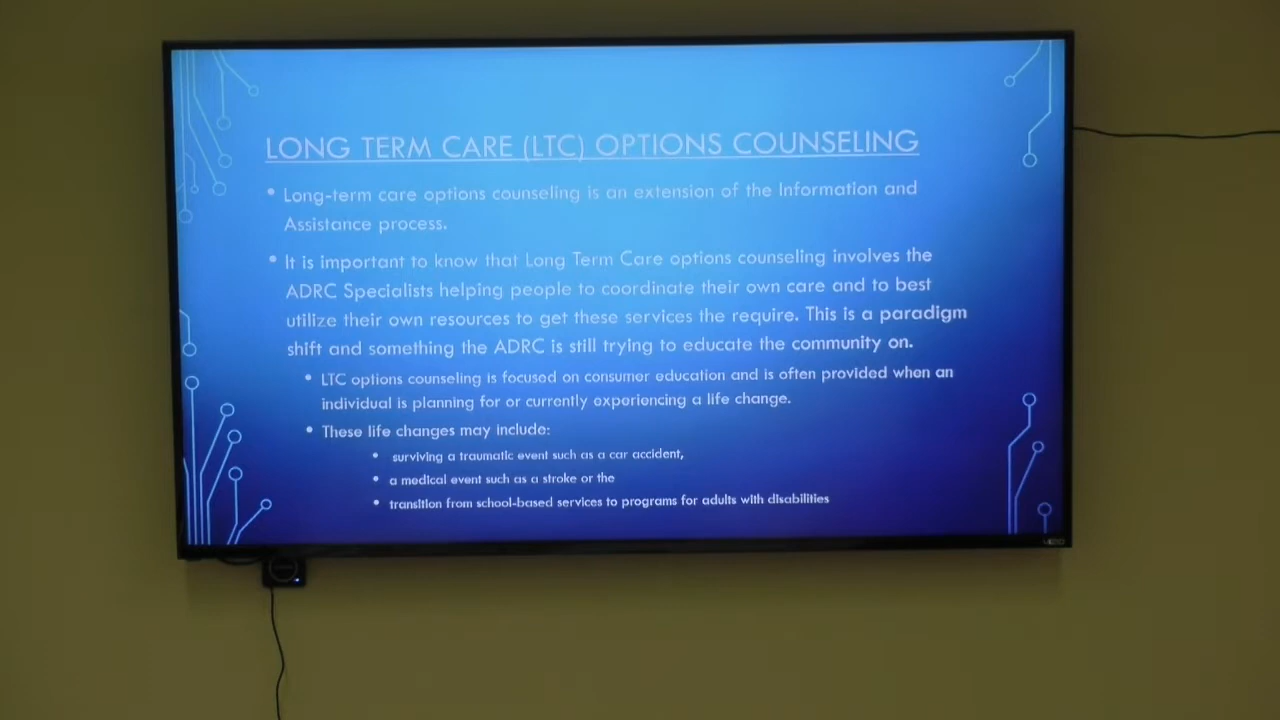 LONG TERM CARE (LTC) OPTIONS COUNSELING
• Long-term care options counseling is an extension of the Information and
Assistance process.
• It is important to know that Long Term Care options counseling involves the
ADRC Specialists helping people to coordinate their own care and to best
utilize their own resources to get these services the require. This is a paradigm
shift and something the ADRC is still trying to educate the community on.
• LTC options counseling is focused on consumer education and is often provided when an
individual is planning for or currently experiencing a life change.
• These life changes may include:
• surviving a traumatic event such as a car accident,
• a medical event such as a stroke or the
• transition from school-based services to programs for adults with disabilities
VIZIO